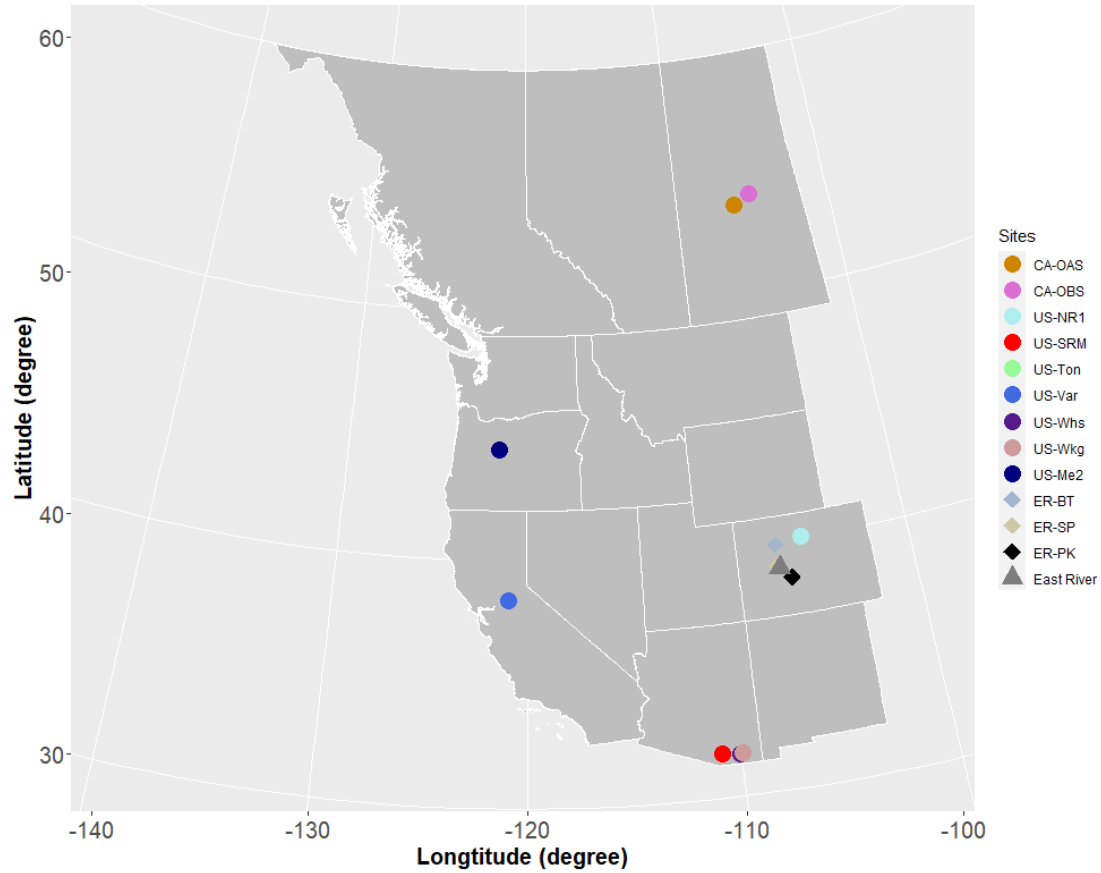 60
50
40
30
Latitude (degree)
-140
-130
-120
-110
-100
Longtitude (degree)
Sites
CA-OAS
CA-OBS
US-NR1
US-SRM
US-Ton
US-Var
US-Whs
US-Wkg
US-Me2
ER-BT
ER-SP
ER-PK
East River